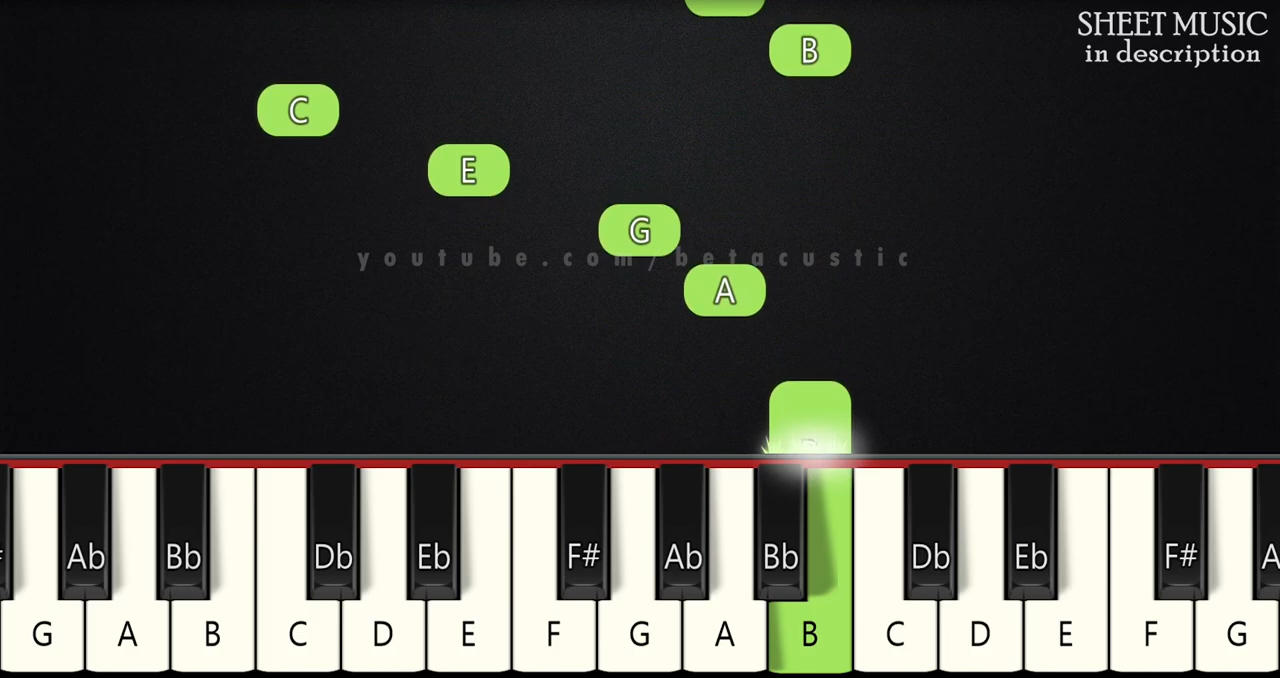 SHEET MUSIC
in description
B
C
E
G
youtube.com/betacustic
A
Ab Bb Db Eb F# Ab Bb Db Eb F#
G A B C D E F G A B C D E F G